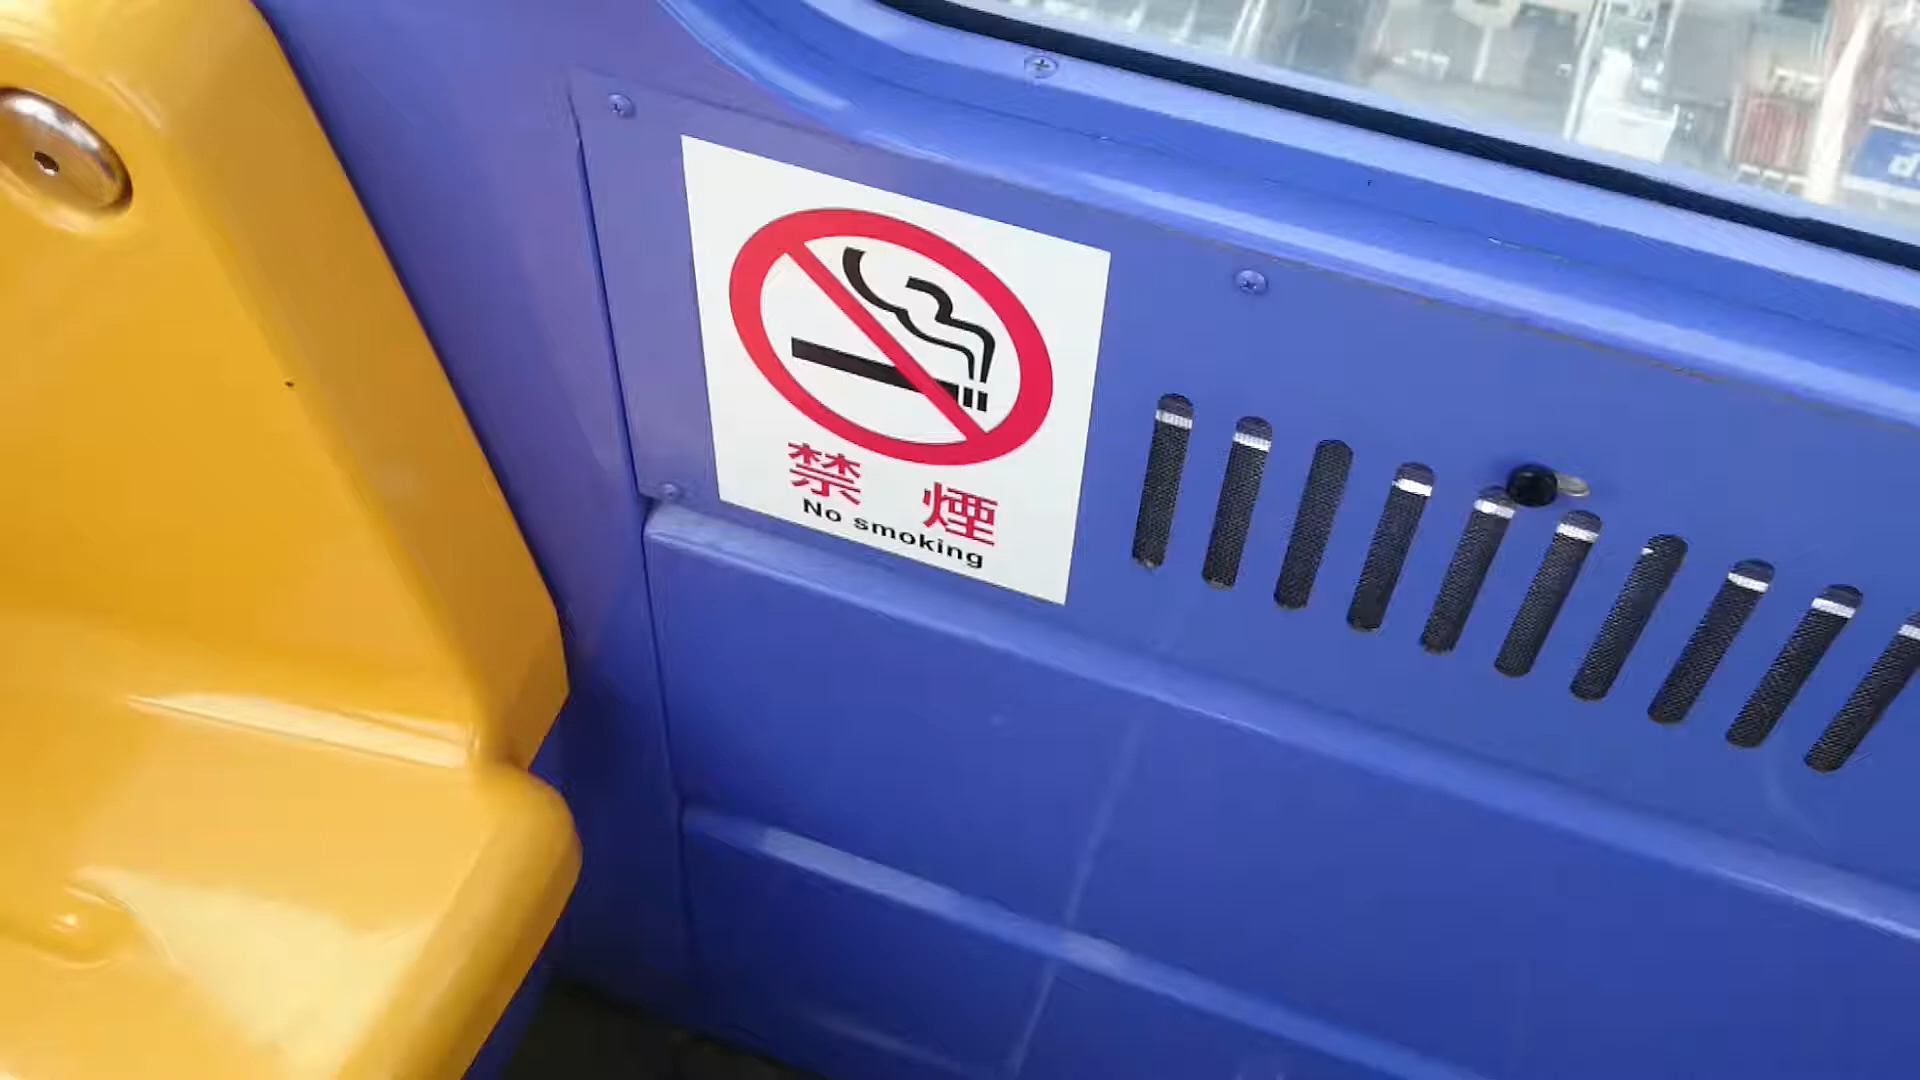 禁 煙
No smoking